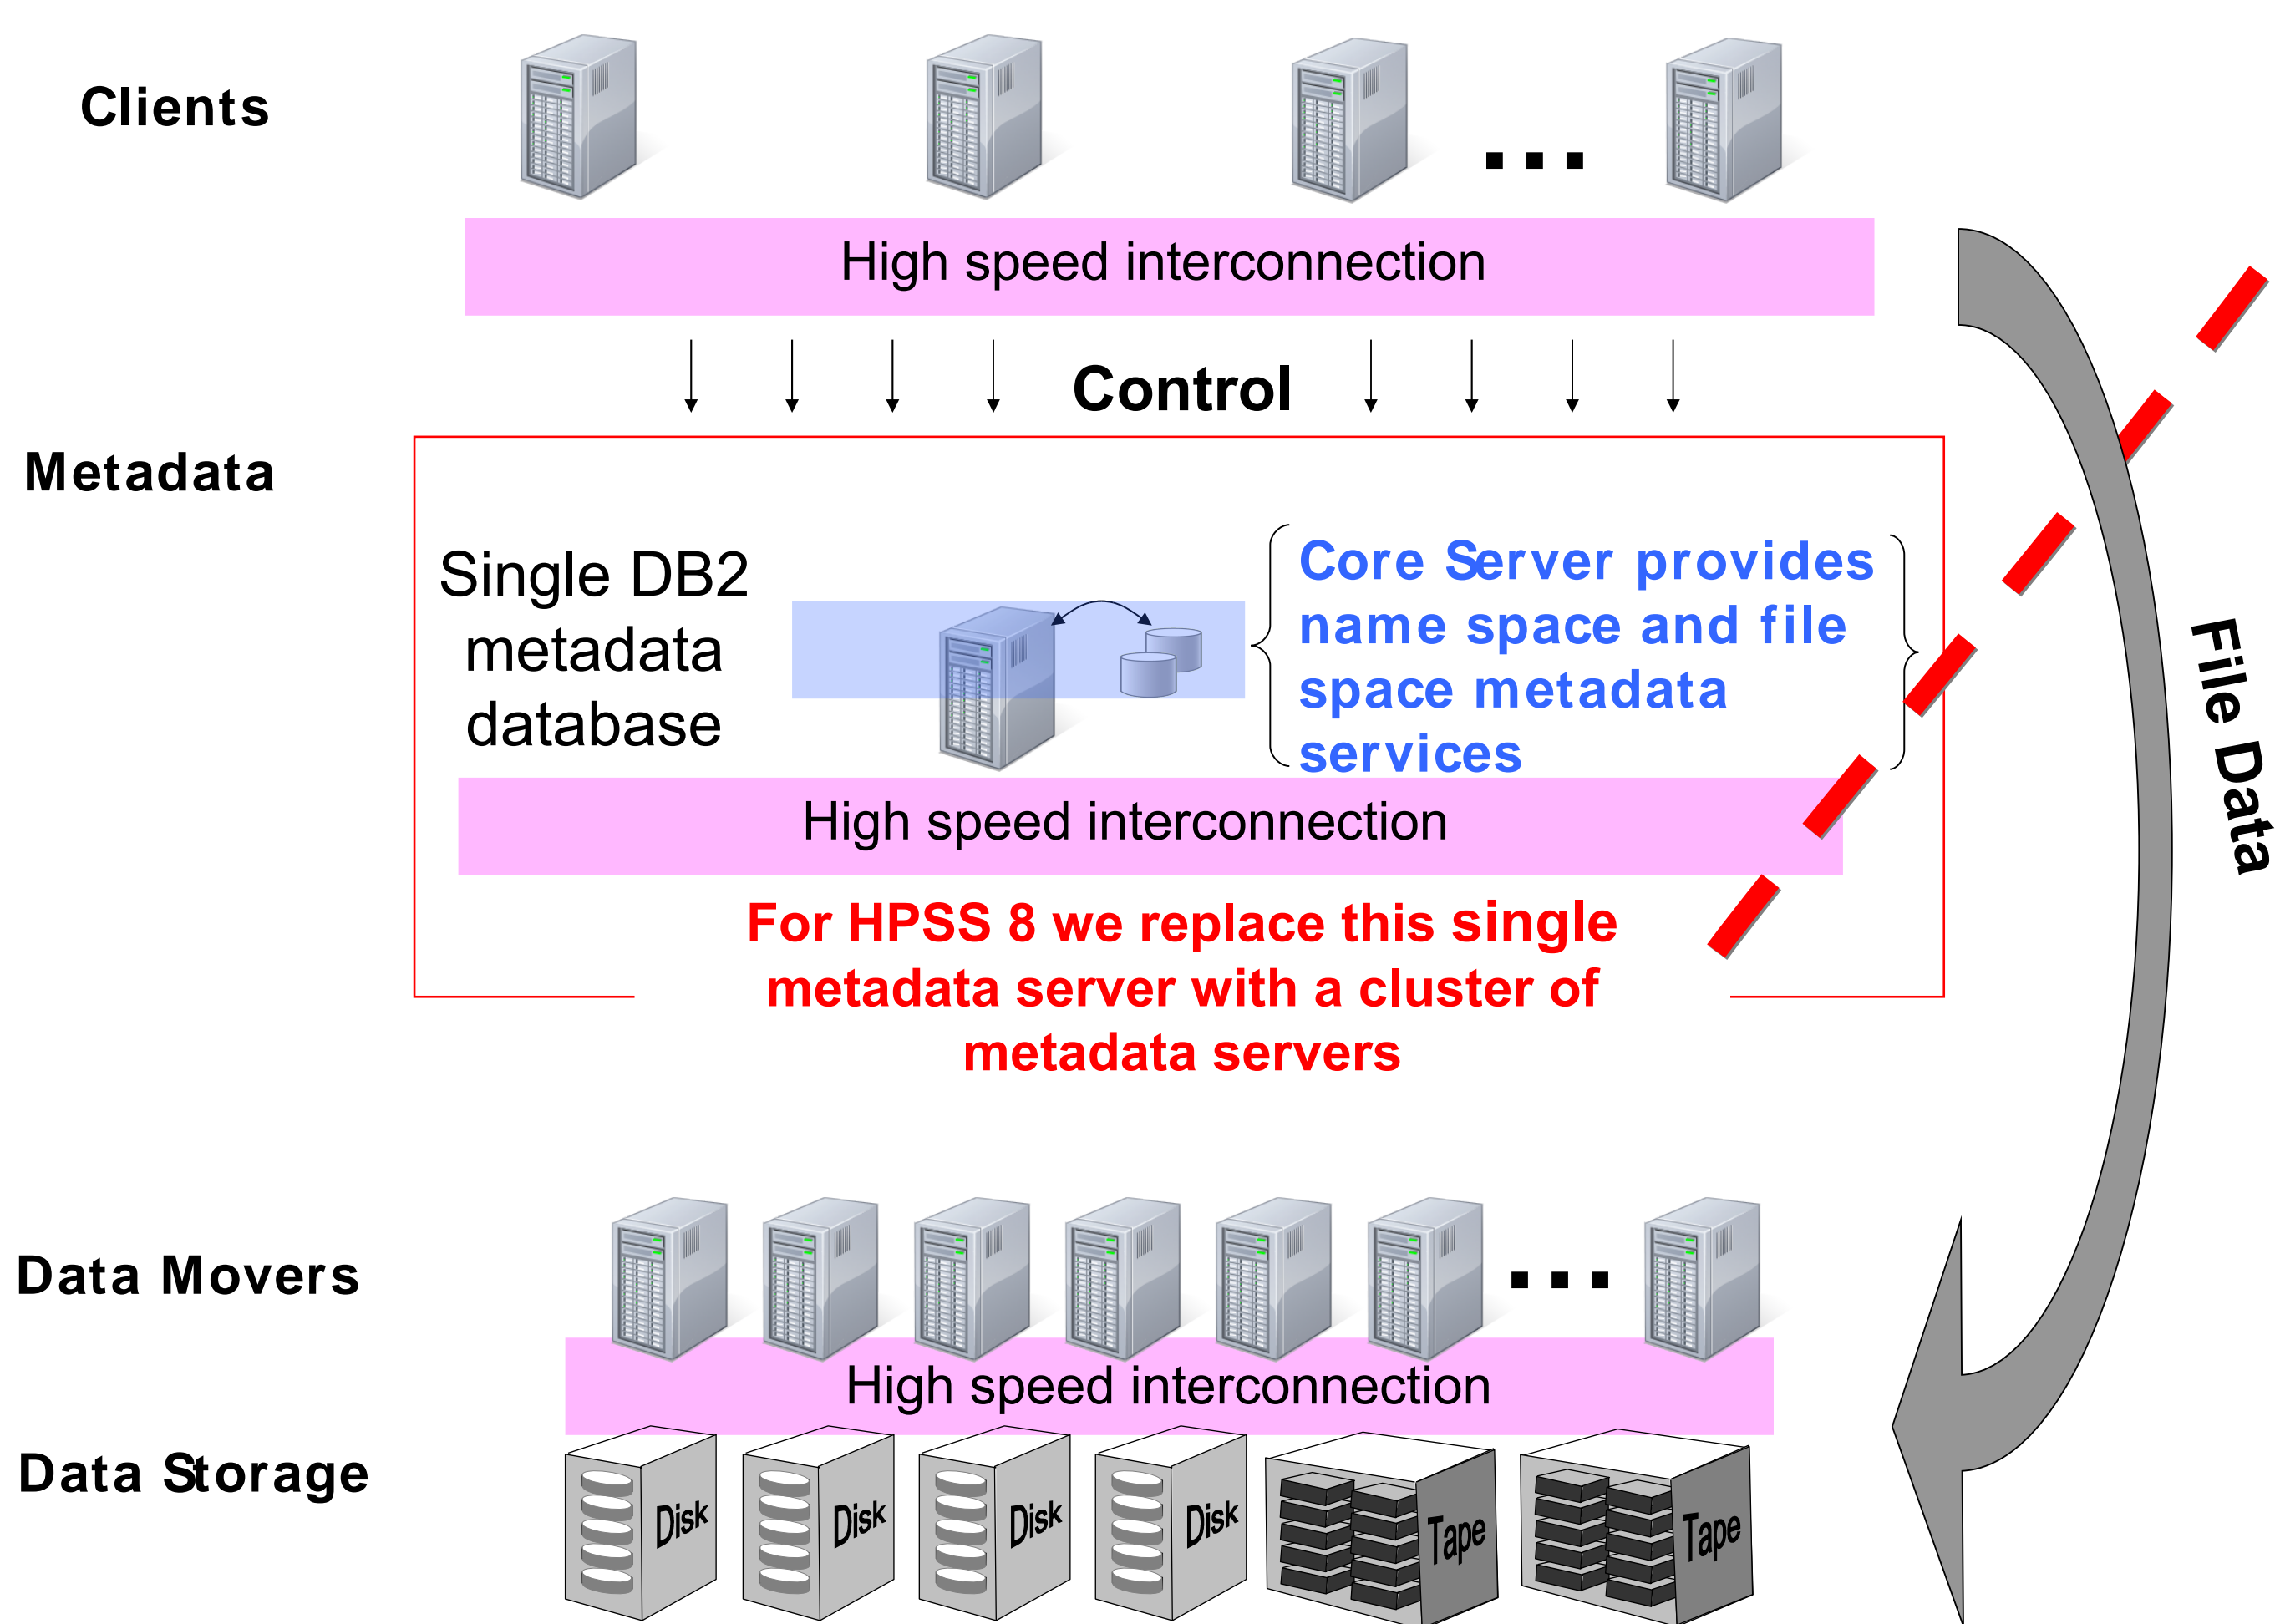 Clients
High speed interconnection
Control
Metadata
Single DB2
metadata
database
Core Server provides
name space and file
space metadata
services
High speed interconnection
For HPSS 8 we replace this single
metadata server with a cluster of
metadata servers
File Data
Data Movers
...
High speed interconnection
Data Storage
Disk
Disk
Disk
Disk
Tape
Tape